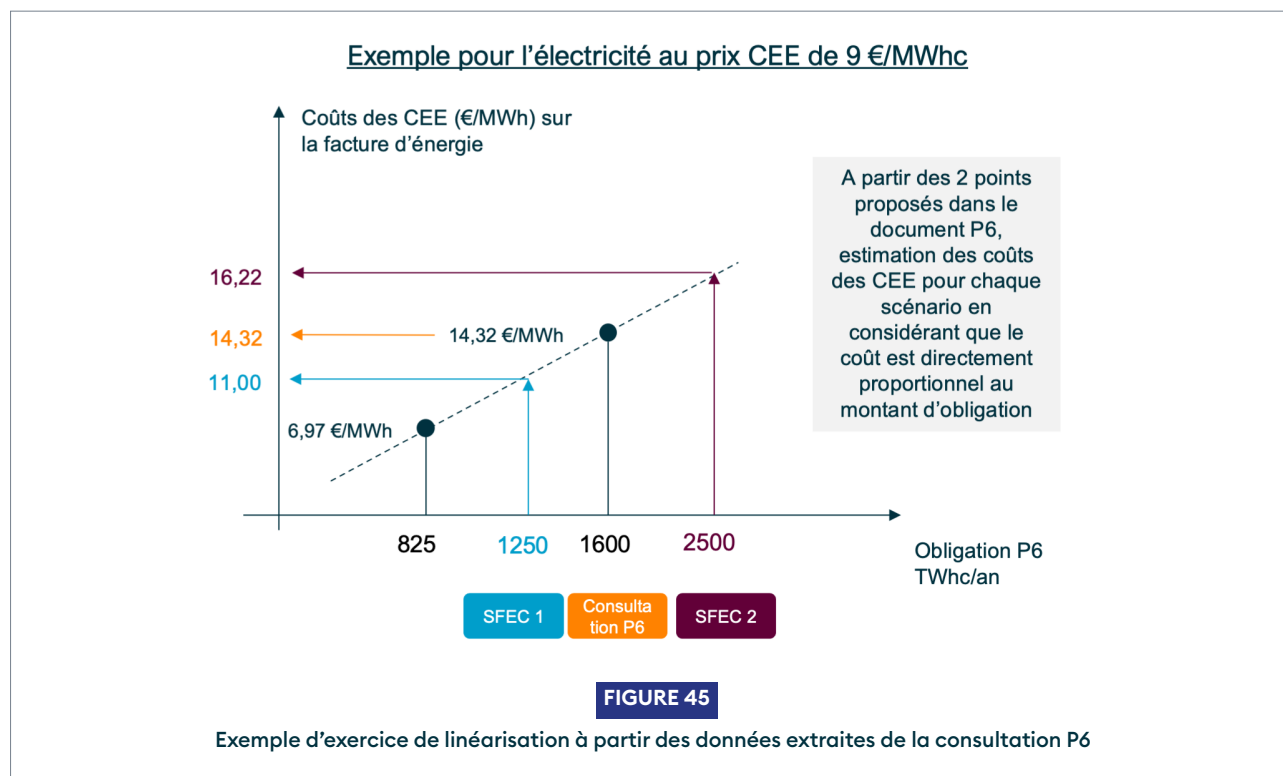 Exemple pour l'électricité au prix CEE de 9 €/MWhc
Coûts des CEE (€/MWh) sur
la facture d'énergie
A partir des 2 points
proposés dans le
document P6,
estimation des coûts
des CEE pour chaque
scénario en
considérant que le
coût est directement
proportionnel au
montant d'obligation
16,22
14,32
14,32 €/MWh
11,00
6,97 €/MWh
825
1250
1600
2500
Obligation P6
TWhc/an
SFEC 1
Consulta
tion P6
SFEC 2
FIGURE 45
Exemple d'exercice de linéarisation à partir des données extraites de la consultation P6